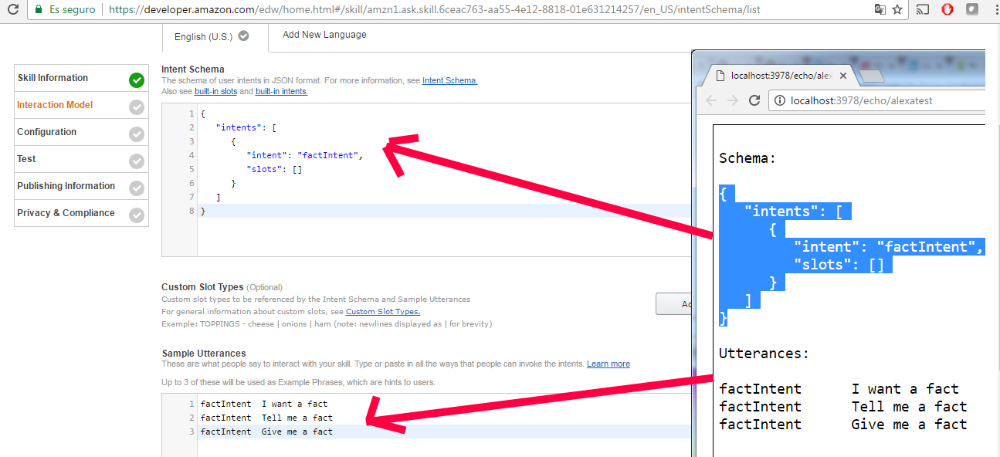 Es seguro https://developer.amazon.com/edw/home.html#/skill/amzn1.ask.skill.6ceac763-aa55-4e12-8818-01e631214257/en_US/intentSchema/list
English (U.S.) Add New Language
Skill Information
Interaction Model
Configuration
Test
Publishing Information
Privacy & Compliance
Intent Schema
The schema of user intents in JSON format. For more information, see Intent Schema.
Also see built-in slots and built-in intents.
1 {
2 "intents": [
3 {
4 "intent": "factIntent",
5 "slots": []
6 }
7 ]
8 }
Custom Slot Types (Optional)
Custom slot types to be referenced by the Intent Schema and Sample Utterances
For general information about custom slots, see Custom Slot Types.
Example: TOPPINGS - cheese | onions | ham (note: newlines displayed as | for brevity)
Ad
Sample Utterances
These are what people say to interact with your skill. Type or paste in all the ways that people can invoke the intents. Learn more
Up to 3 of these will be used as Example Phrases, which are hints to users.
1 factIntent I want a fact
2 factIntent Tell me a fact
3 factIntent Give me a fact
localhost:3978/echo/alex
localhost:3978/echo/alexatest
Schema:
{
"intents": [
{
"intent": "factIntent",
"slots": []
}
]
}
Utterances:
factIntent I want a fact
factIntent Tell me a fact
factIntent Give me a fact